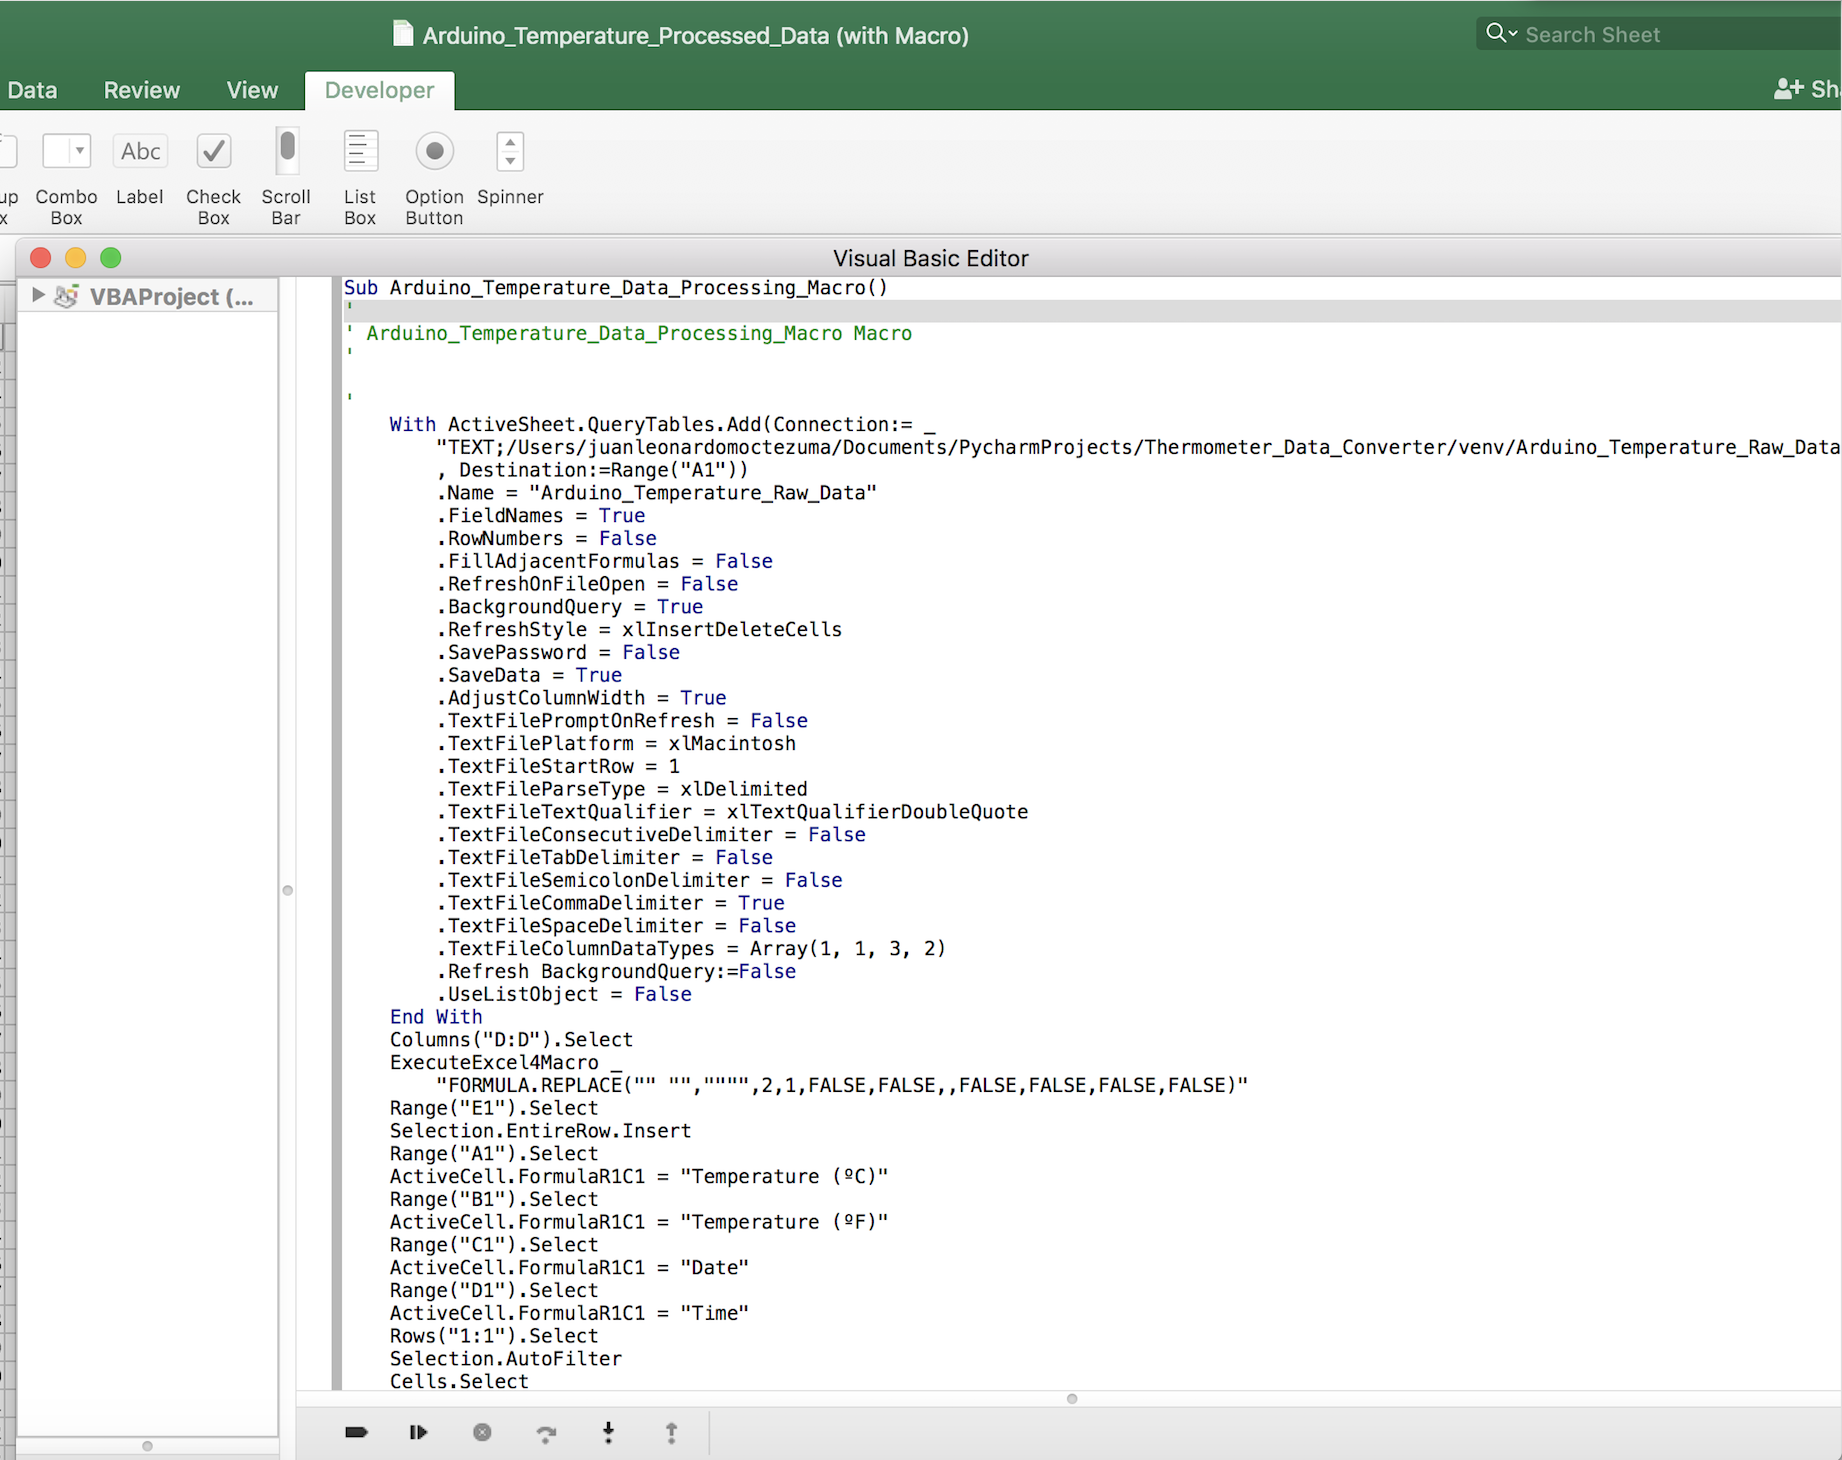 Arduino_Temperature_Processed_Data (with Macro)
Search Sheet
Data Review View Developer
Abc
Combo Box
Label
Check Box
Scroll Bar
List Box
Option Button
Spinner
Visual Basic Editor
VBAProject (...
Sub Arduino_Temperature_Data_Processing_Macro()
'
' Arduino_Temperature_Data_Processing_Macro Macro
'
'
With ActiveSheet.QueryTables.Add(Connection:= _
"TEXT;/Users/juanleonardomoctezuma/Documents/PycharmProjects/Thermometer_Data_Converter/venv/Arduino_Temperature_Raw_Data
, Destination:=Range("A1"))
.Name = "Arduino_Temperature_Raw_Data"
.FieldNames = True
.RowNumbers = False
.FillAdjacentFormulas = False
.RefreshOnFileOpen = False
.BackgroundQuery = True
.RefreshStyle = xlInsertDeleteCells
.SavePassword = False
.SaveData = True
.AdjustColumnWidth = True
.TextFilePromptOnRefresh = False
.TextFilePlatform = xlMacintosh
.TextFileStartRow = 1
.TextFileParseType = xlDelimited
.TextFileTextQualifier = xlTextQualifierDoubleQuote
.TextFileConsecutiveDelimiter = False
.TextFileTabDelimiter = False
.TextFileSemicolonDelimiter = False
.TextFileCommaDelimiter = True
.TextFileSpaceDelimiter = False
.TextFileColumnDataTypes = Array(1, 1, 3, 2)
.Refresh BackgroundQuery:=False
.UseListObject = False
End With
Columns("D:D").Select
ExecuteExcel4Macro _
"FORMULA.REPLACE("" "","""",2,1,FALSE,FALSE,,FALSE,FALSE,FALSE,FALSE)"
Range("E1").Select
Selection.EntireRow.Insert
Range("A1").Select
ActiveCell.FormulaR1C1 = "Temperature (ºC)"
Range("B1").Select
ActiveCell.FormulaR1C1 = "Temperature (ºF)"
Range("C1").Select
ActiveCell.FormulaR1C1 = "Date"
Range("D1").Select
ActiveCell.FormulaR1C1 = "Time"
Rows("1:1").Select
Selection.AutoFilter
Cells.Select